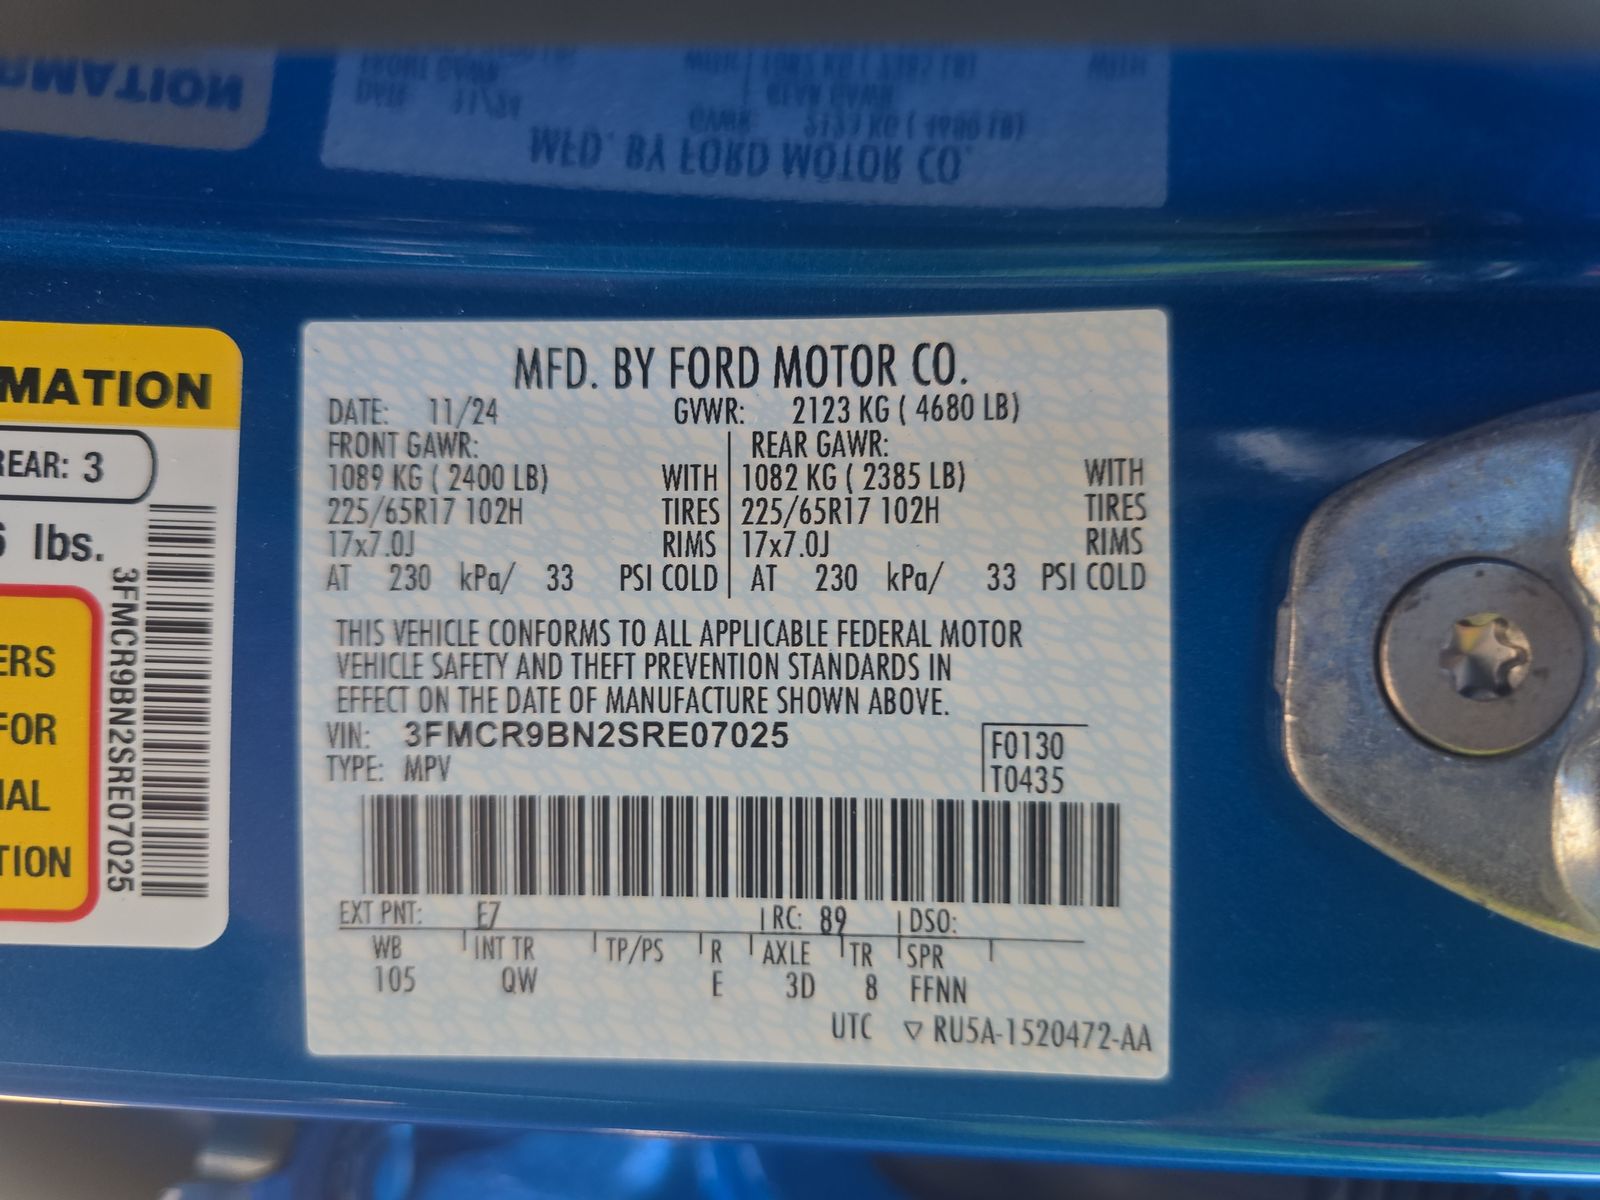 MATION
REAR: 3
6 lbs.
ERS
FOR
IAL
TION
3FMCR9BN2SRE07025
MFD. BY FORD MOTOR CO.
DATE: 11/24 GVWR: 2123 KG ( 4680 LB)
FRONT GAWR: REAR GAWR:
1089 KG ( 2400 LB) WITH 1082 KG ( 2385 LB) WITH
225/65R17 102H TIRES 225/65R17 102H TIRES
17x7.0J RIMS 17x7.0J RIMS
AT 230 kPa/ 33 PSI COLD AT 230 kPa/ 33 PSI COLD
THIS VEHICLE CONFORMS TO ALL APPLICABLE FEDERAL MOTOR
VEHICLE SAFETY AND THEFT PREVENTION STANDARDS IN
EFFECT ON THE DATE OF MANUFACTURE SHOWN ABOVE.
VIN: 3FMCR9BN2SRE07025 F0130
TYPE: MPV T0435
EXT PNT: E7 RC: 89 DSO:
WB INT TR TP/PS R AXLE TR SPR
105 QW E 3D 8 FFNN
UTC ▽ RU5A-1520472-AA